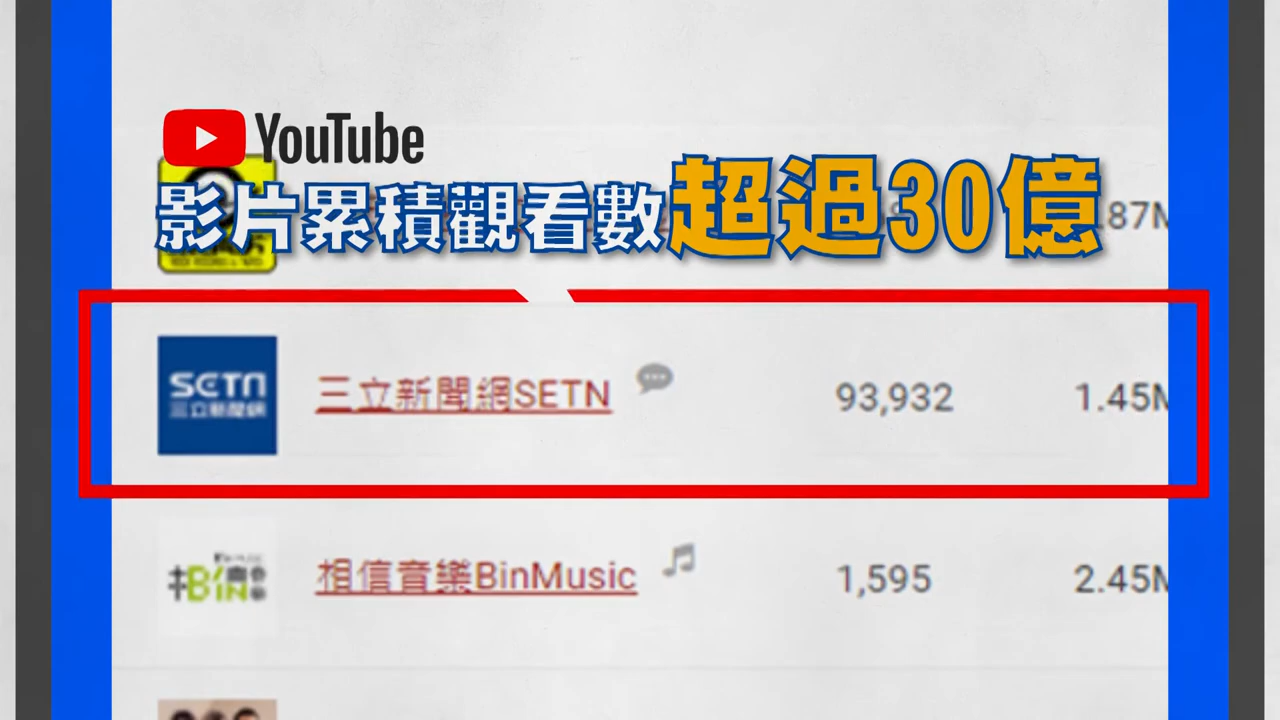 YouTube
影片累積觀看數超過30億
87M
SETN
三立新聞網
三立新聞網SETN 93,932 1.45M
BiN
相信音樂BinMusic 1,595 2.45M